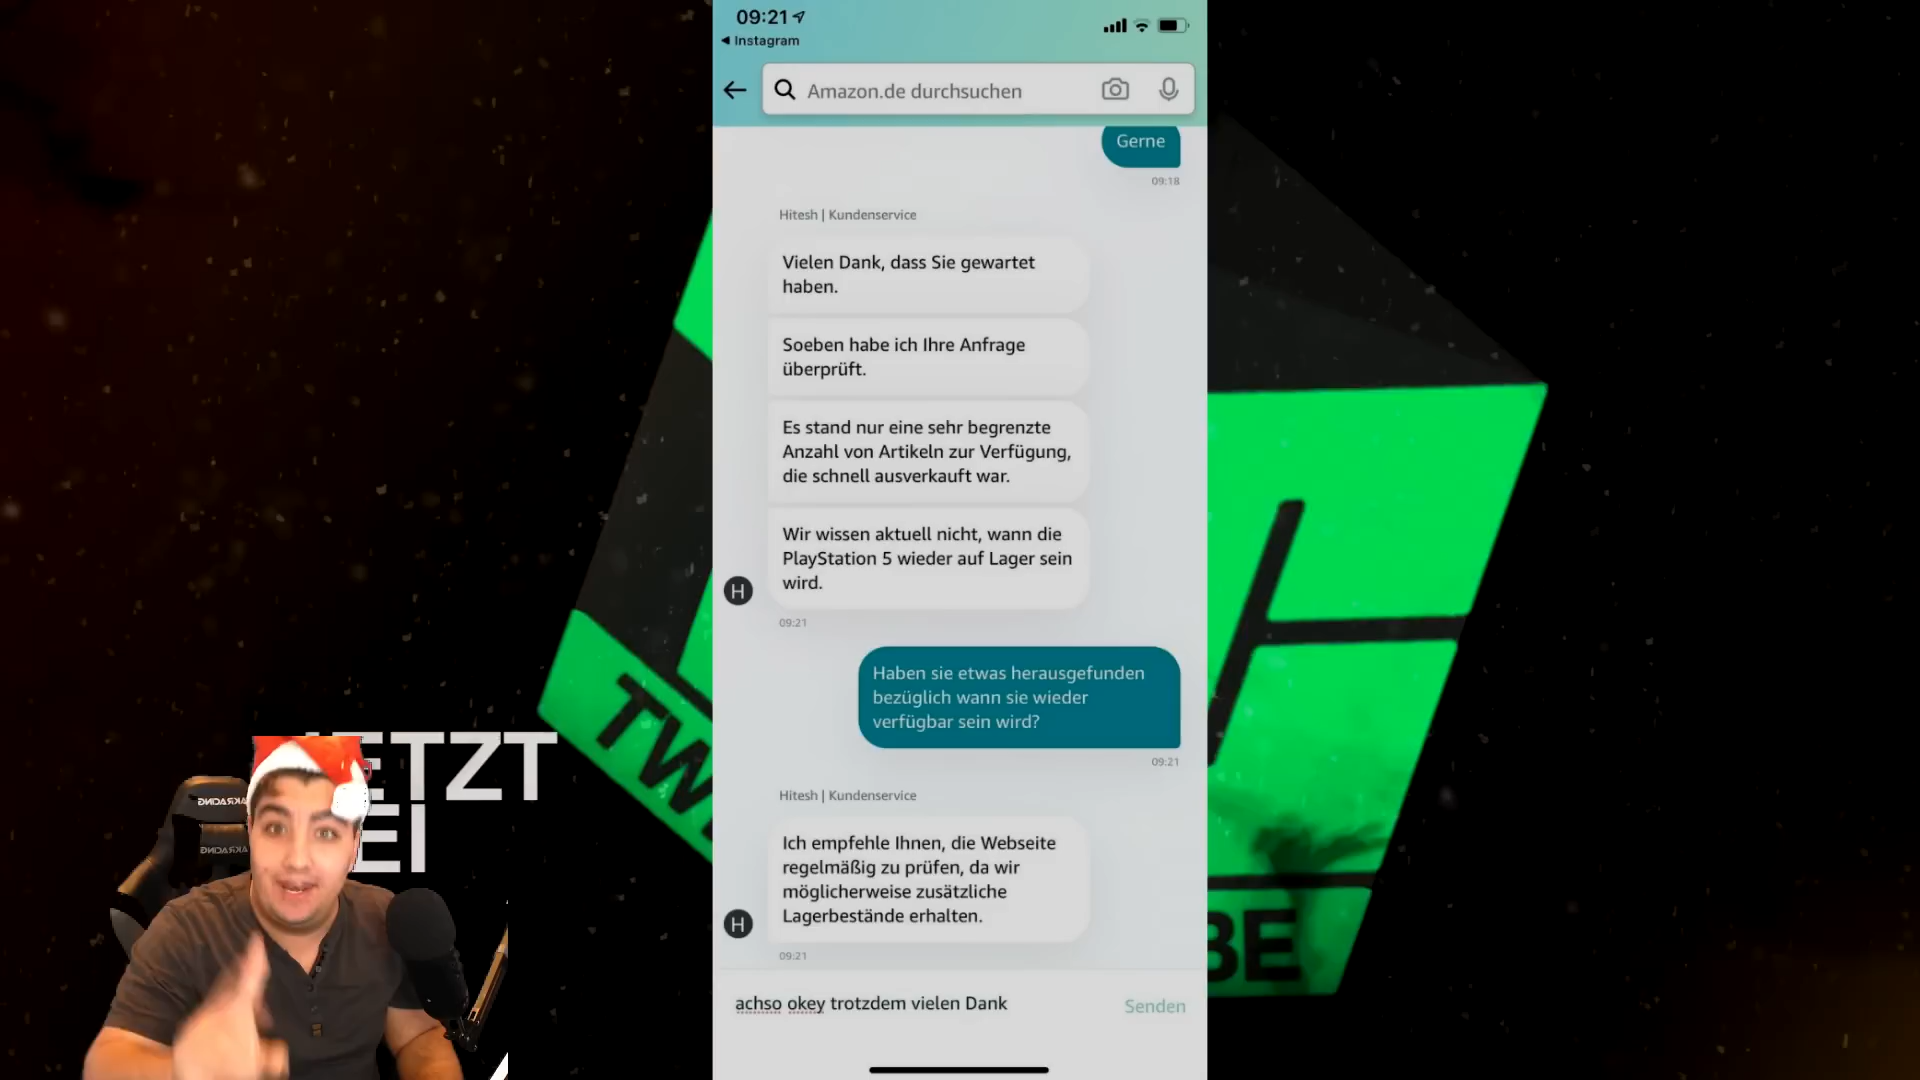 09:21
Instagram
Amazon.de durchsuchen
Gerne
09:18
Hitesh | Kundenservice
Vielen Dank, dass Sie gewartet
haben.
Soeben habe ich Ihre Anfrage
überprüft.
Es stand nur eine sehr begrenzte
Anzahl von Artikeln zur Verfügung,
die schnell ausverkauft war.
Wir wissen aktuell nicht, wann die
PlayStation 5 wieder auf Lager sein
wird.
H
09:21
Haben sie etwas herausgefunden
bezüglich wann sie wieder
verfügbar sein wird?
09:21
Hitesh | Kundenservice
Ich empfehle Ihnen, die Webseite
regelmäßig zu prüfen, da wir
möglicherweise zusätzliche
Lagerbestände erhalten.
H
09:21
achso okey trotzdem vielen Dank
Senden
ETZT
EI
TW
BE